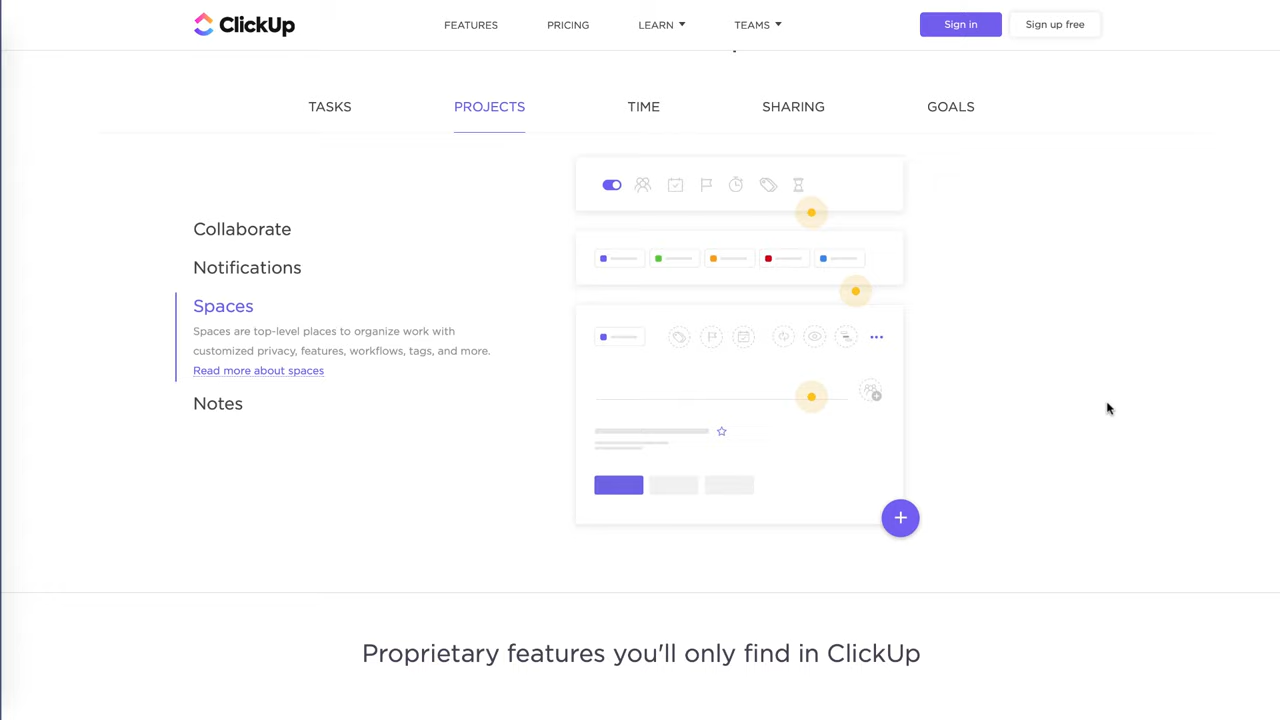 ClickUp
FEATURES
PRICING
LEARN
TEAMS
Sign in
Sign up free
TASKS
PROJECTS
TIME
SHARING
GOALS
Collaborate
Notifications
Spaces
Spaces are top-level places to organize work with
customized privacy, features, workflows, tags, and more.
Read more about spaces
Notes
Proprietary features you'll only find in ClickUp